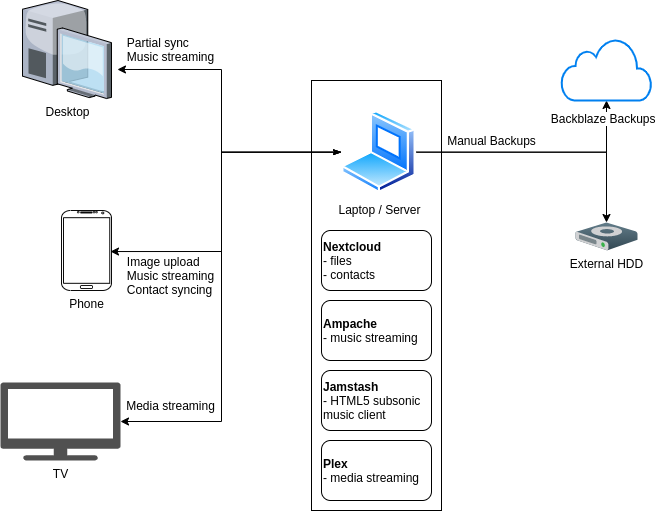 Partial sync
Music streaming
Desktop
Backblaze Backups
Manual Backups
Laptop / Server
Nextcloud
- files
- contacts
Image upload
Music streaming
Contact syncing
Phone
External HDD
Ampache
- music streaming
Jamstash
- HTML5 subsonic
music client
Media streaming
TV
Plex
- media streaming